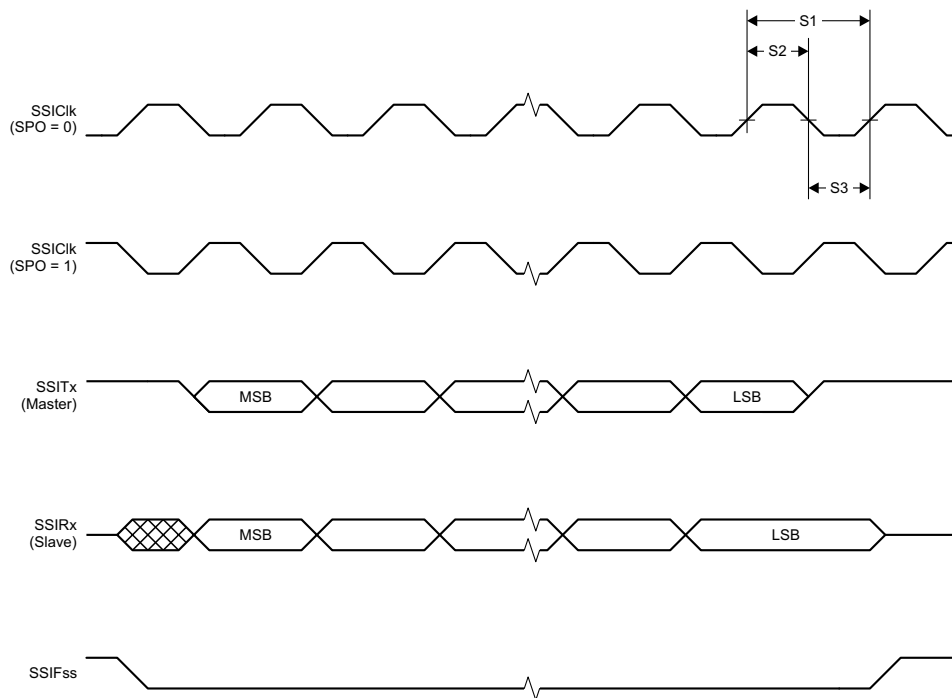 S1
S2
SSIClk
(SPO = 0)
S3
SSIClk
(SPO = 1)
SSITx
(Master)
MSB
LSB
SSIRx
(Slave)
MSB
LSB
SSIFss